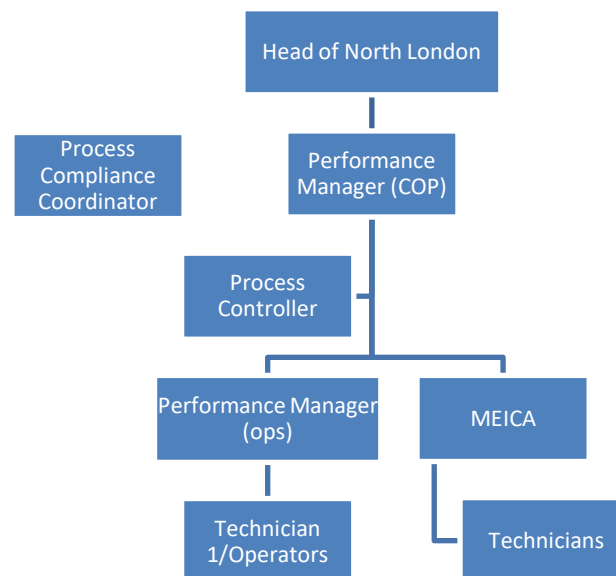 Head of North London
Process
Compliance
Coordinator
Performance
Manager (COP)
Process
Controller
Performance Manager
(ops)
MEICA
Technician
1/Operators
Technicians